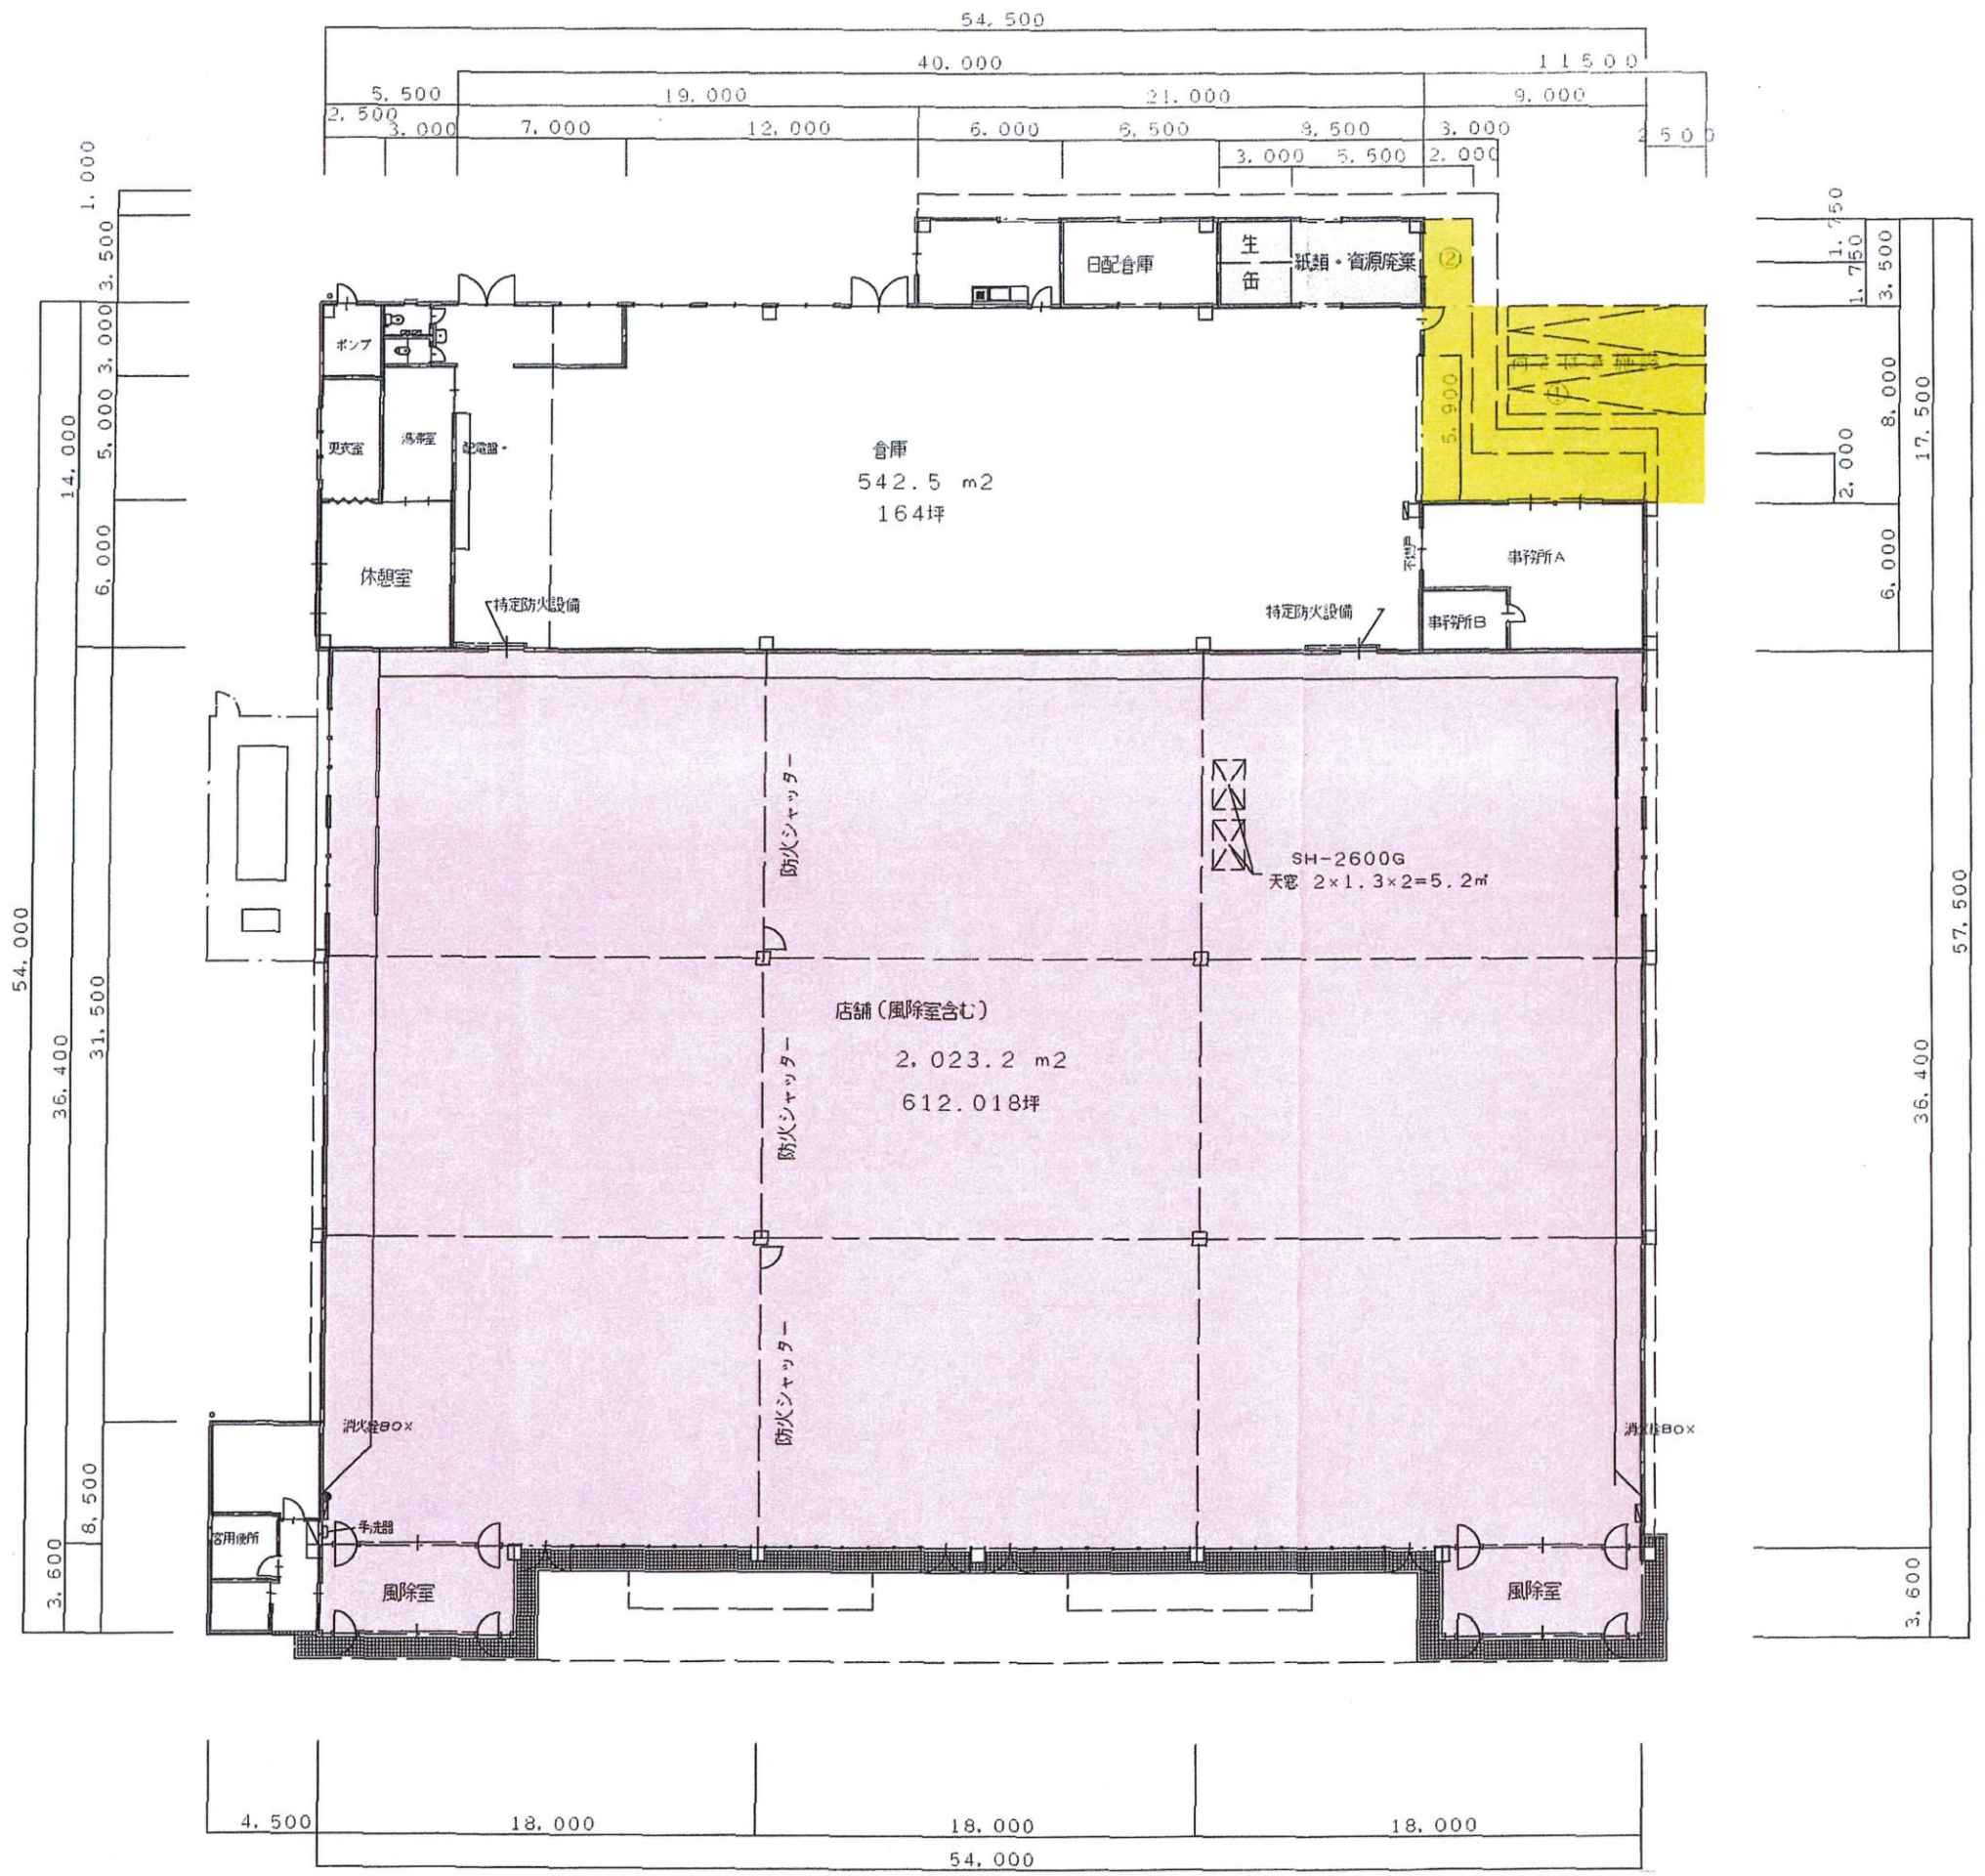 54,500
40.000
11500
5,500
19.000
21.000
9,000
2.500
3.000
7,000
12,000
6.000
6,500
8,500
3.000
2500
3,000
5,500
2,000
1.000
3,500
3,000
5,000
14,000
6,000
54,000
36,400
31,500
8,500
3.600
1.750
1.750
3,500
8,000
17,500
2,000
6,000
57,500
36,400
3.600
日配倉庫
生
缶
紙類・資源廃棄
②
①
5,900
ポンプ
更衣室
湯沸室
配電盤
休憩室
倉庫
542.5 m2
164坪
特定防火設備
特定防火設備
事務所A
事務所B
防火シャッター
SH-2600G
天窓 2×1.3×2=5.2㎡
店舗(風除室含む)
2,023.2 m2
612.018坪
防火シャッター
防火シャッター
消火栓BOX
消火栓BOX
客用便所
手洗器
風除室
風除室
4,500
18,000
18,000
18,000
54,000